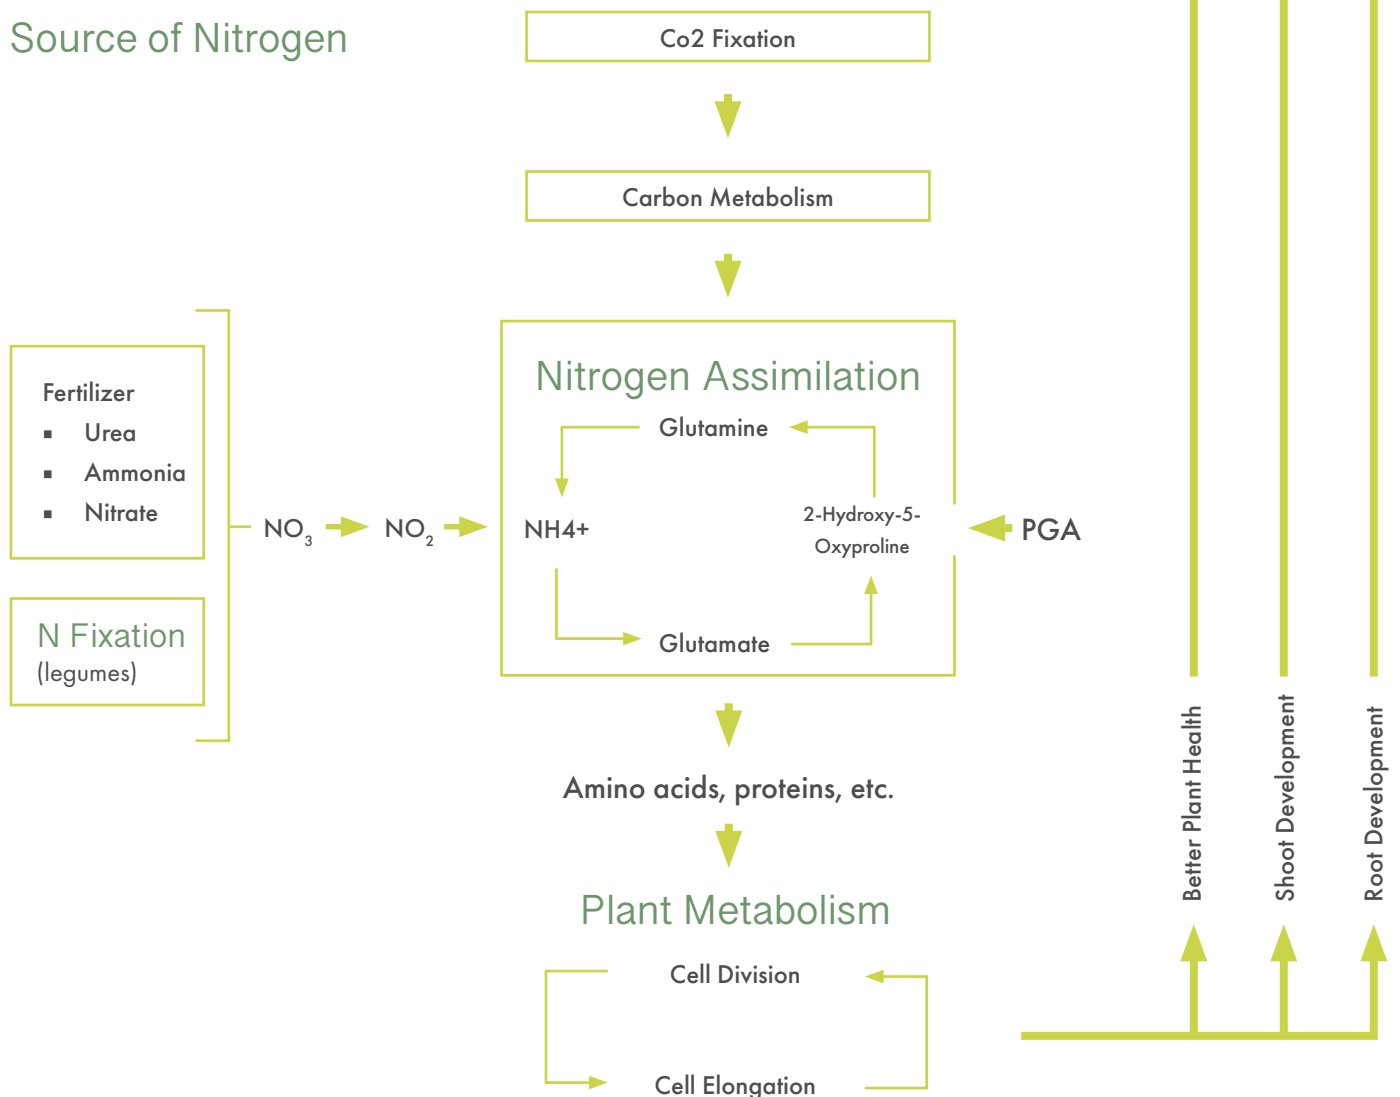 Source of Nitrogen
Co2 Fixation
Carbon Metabolism
Fertilizer
▪ Urea
▪ Ammonia
▪ Nitrate
N Fixation
(legumes)
NO₃
NO₂
Nitrogen Assimilation
Glutamine
NH4+
2-Hydroxy-5-
Oxyproline
Glutamate
PGA
Amino acids, proteins, etc.
Plant Metabolism
Cell Division
Cell Elongation
Better Plant Health
Shoot Development
Root Development